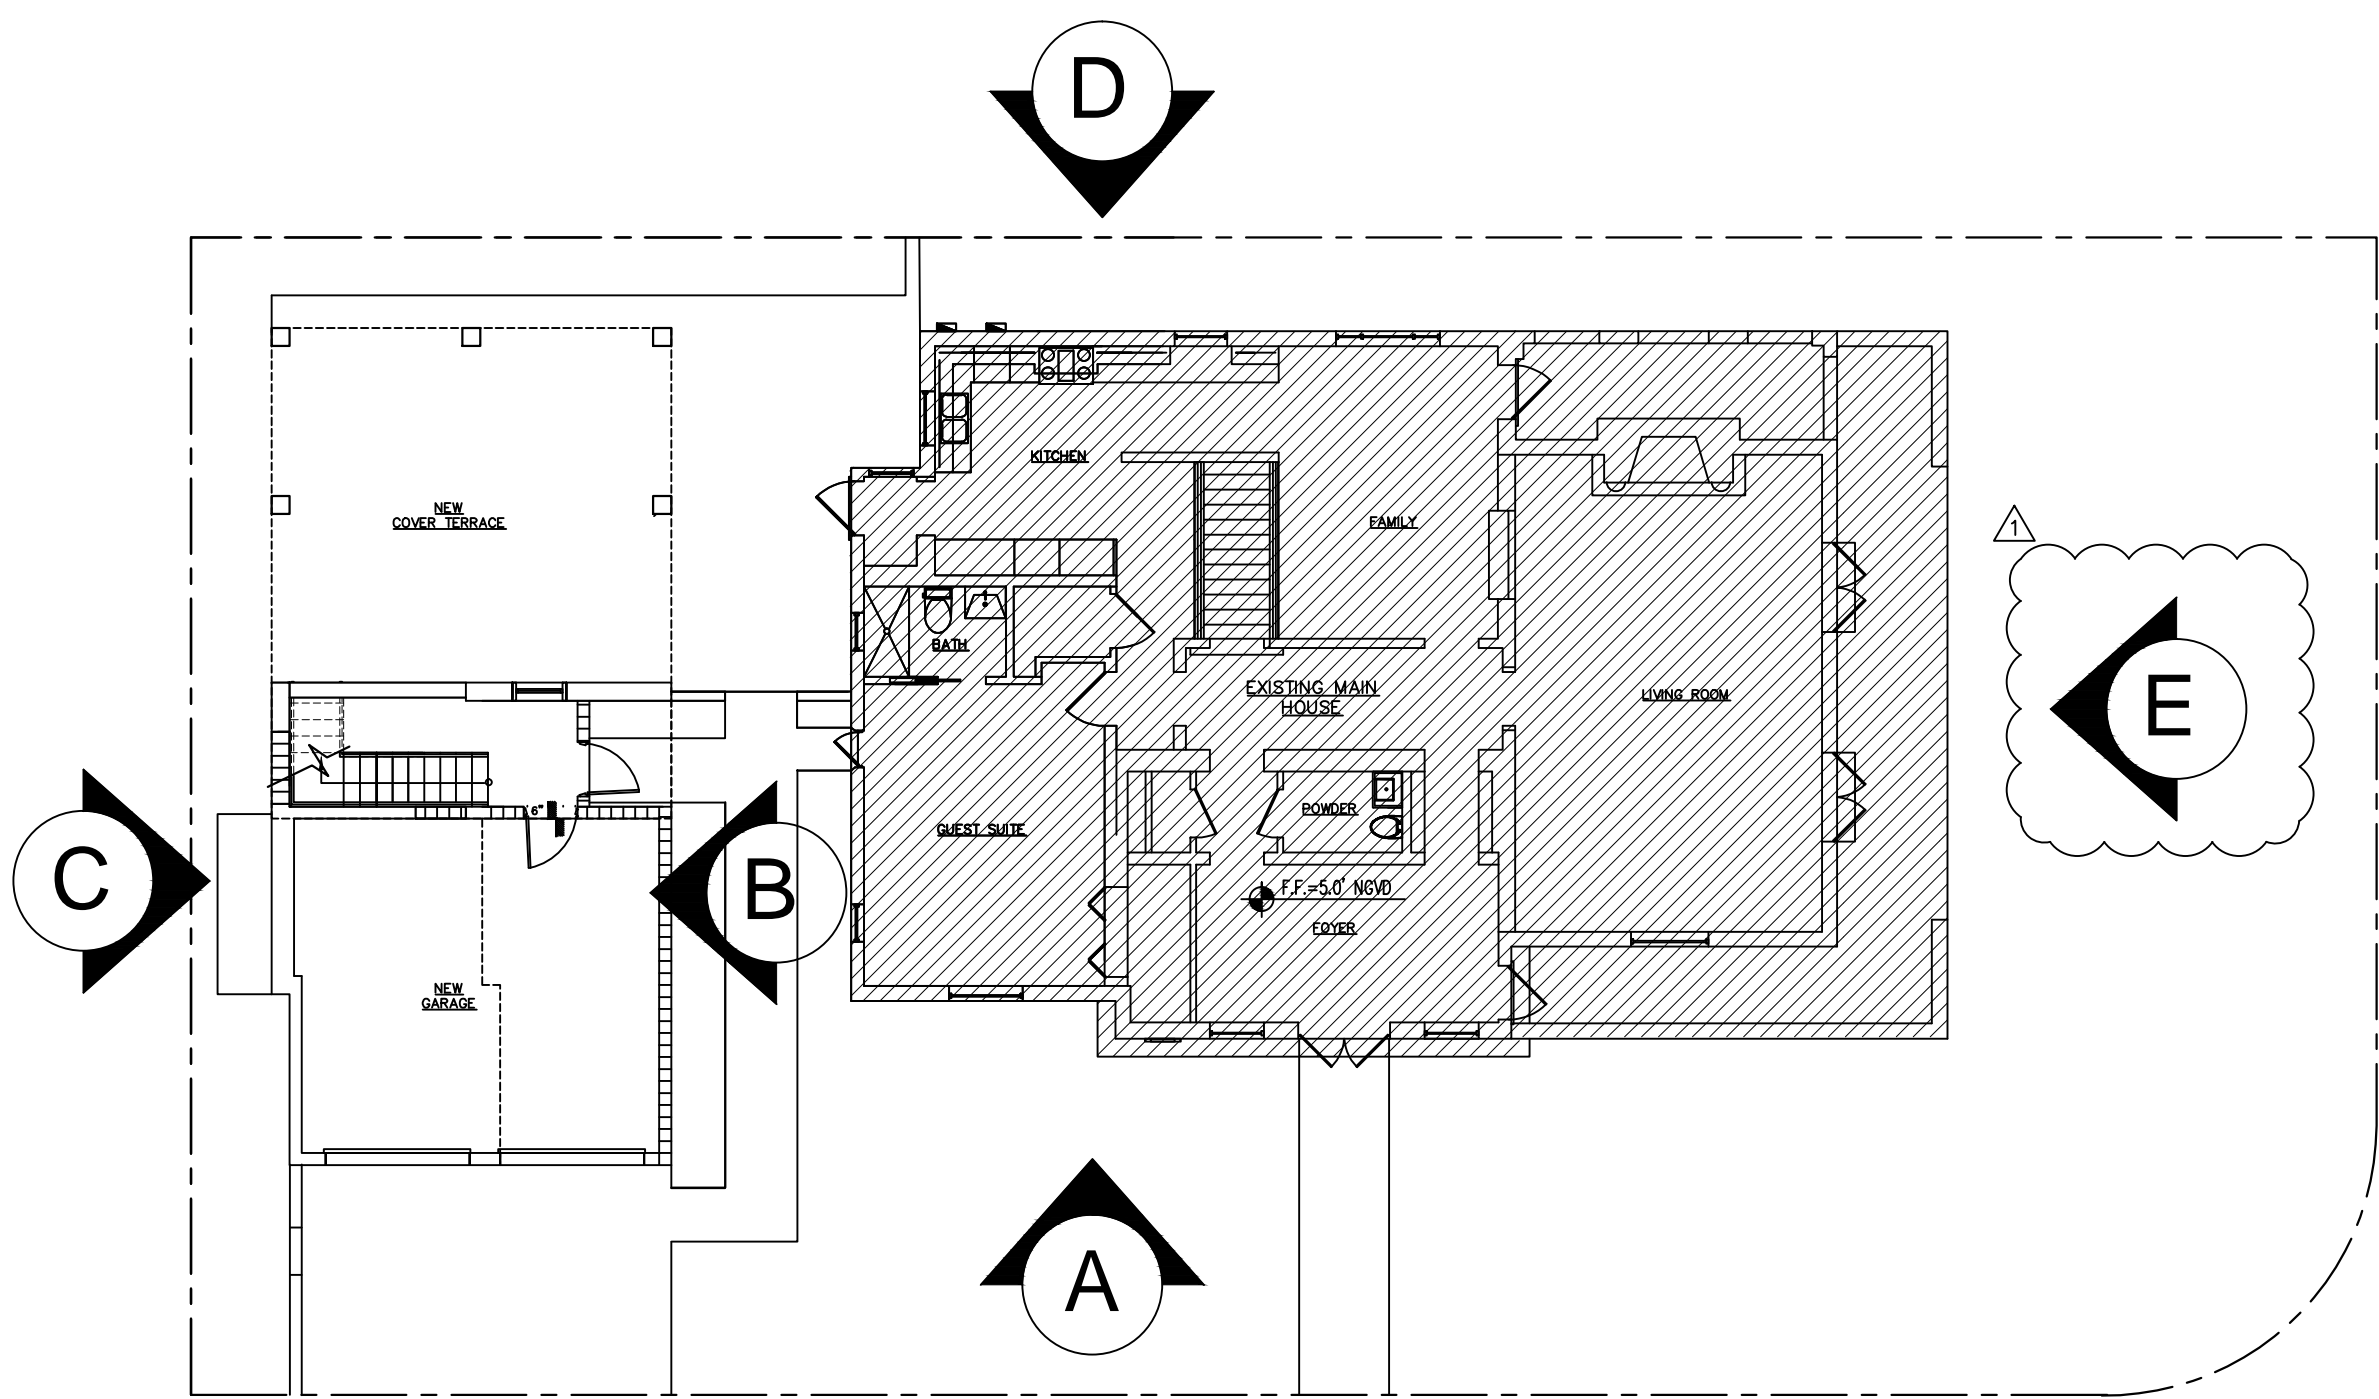 D
KITCHEN
NEW
COVER TERRACE
FAMILY
1
BATH
EXISTING MAIN
HOUSE
LIVING ROOM
E
6"
POWDER
GUEST SUITE
C
B
F.F.=5.0' NGVD
FOYER
NEW
GARAGE
A